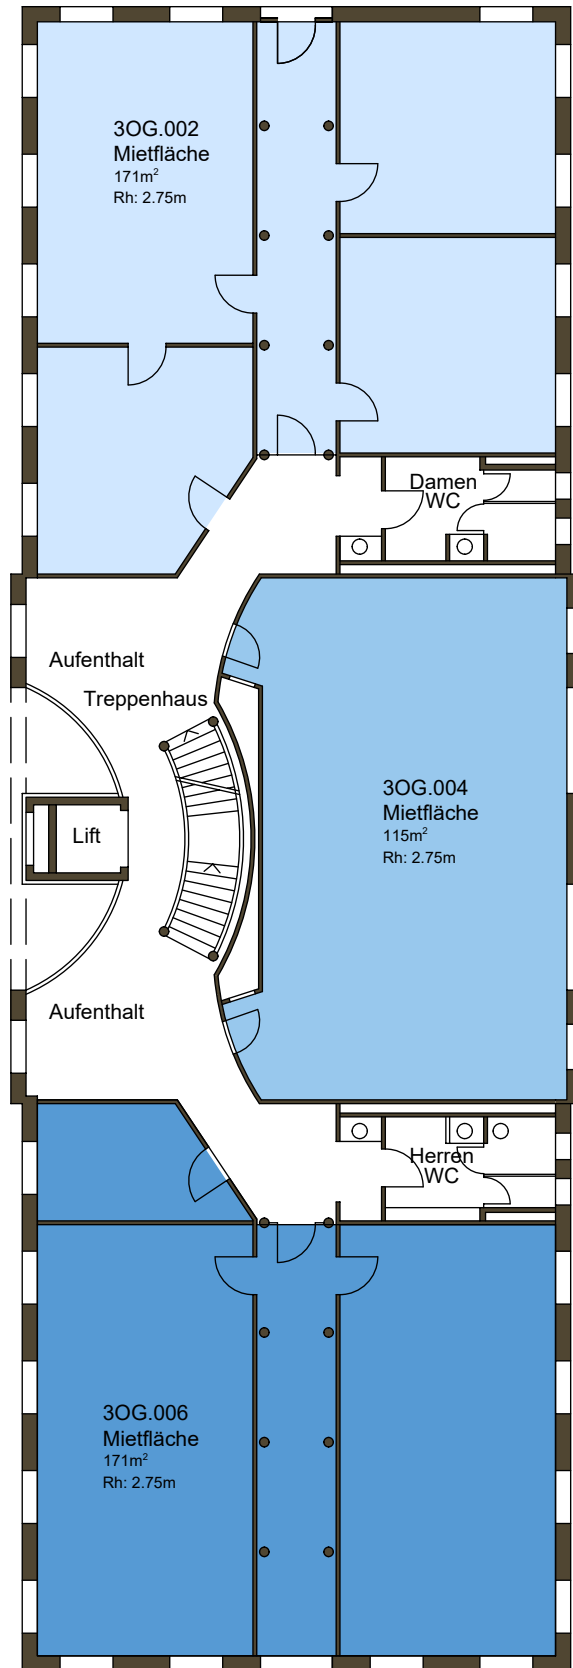 3OG.002
Mietfläche
171m²
Rh: 2.75m
Damen
WC
Aufenthalt
Treppenhaus
3OG.004
Mietfläche
115m²
Rh: 2.75m
Lift
Aufenthalt
Herren
WC
3OG.006
Mietfläche
171m²
Rh: 2.75m